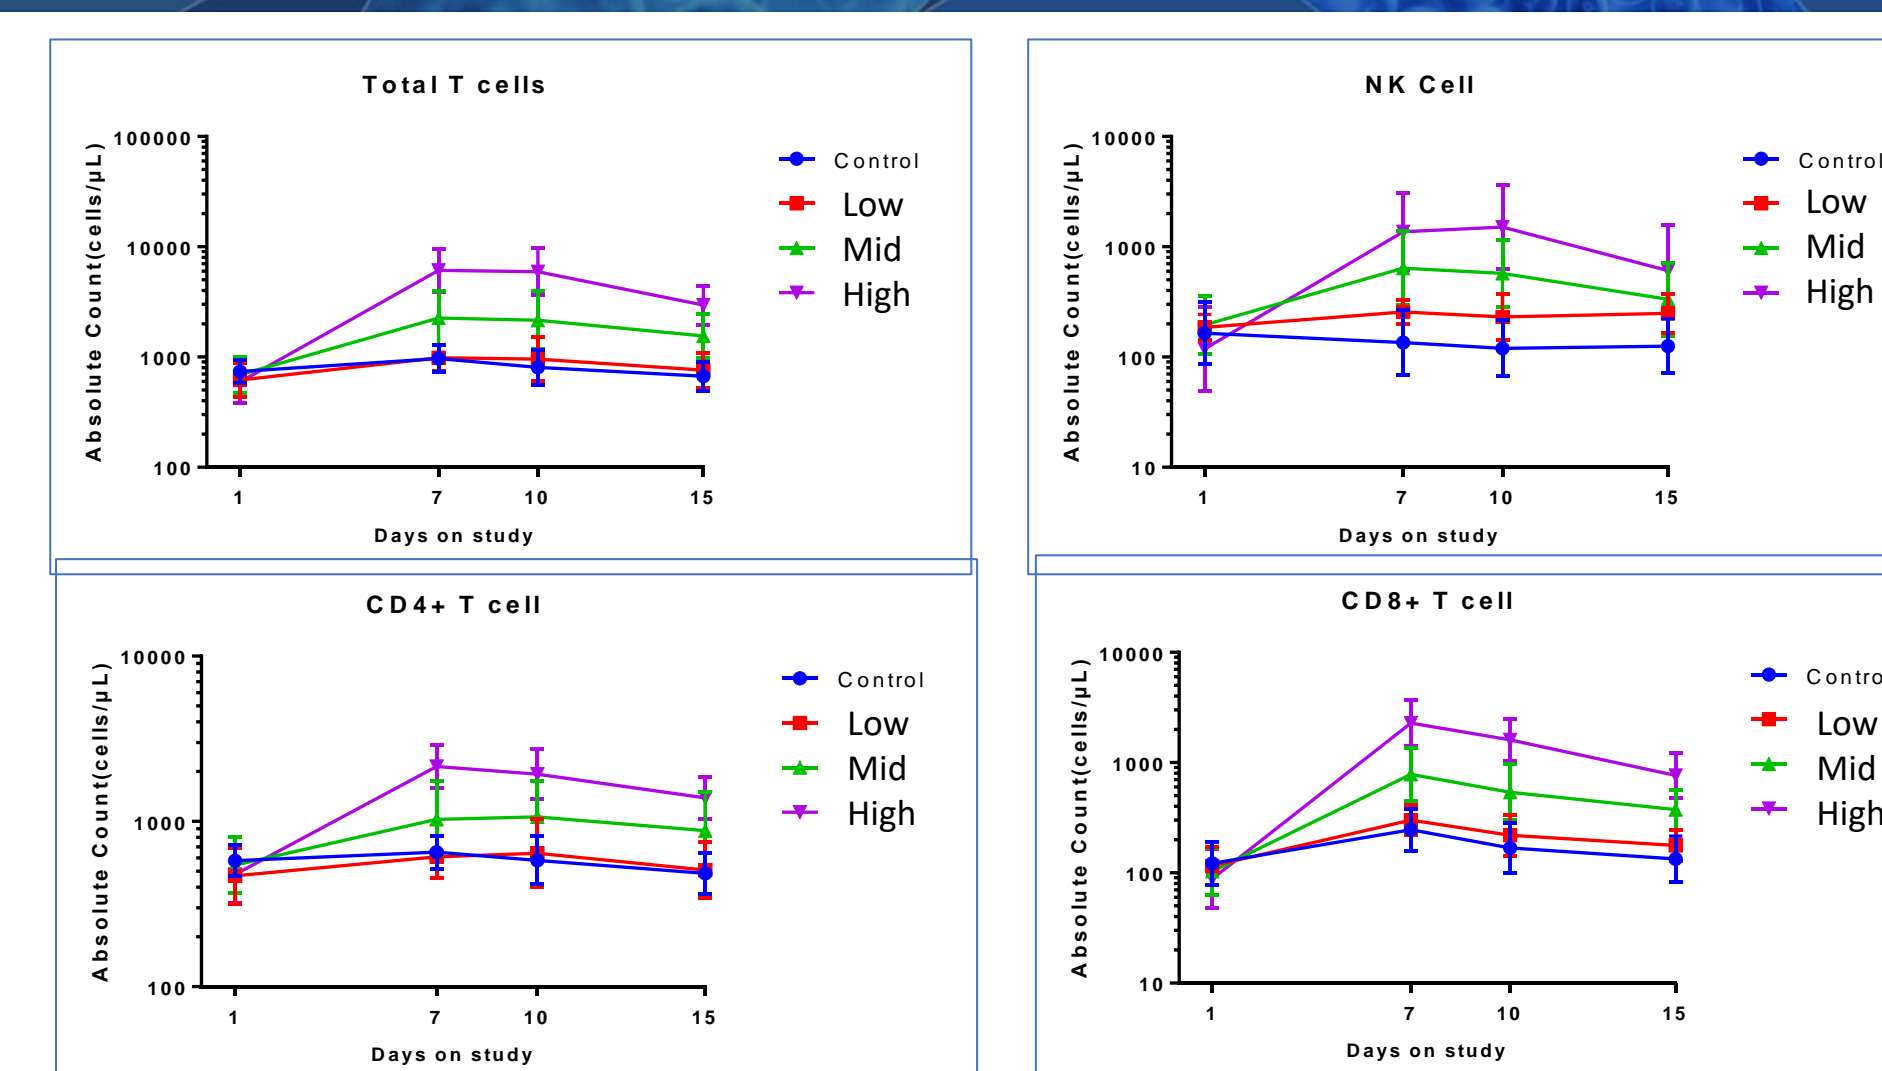 Total T cells
Absolute Count(cells/μL)
100000
10000
1000
100
1 7 10 15
Days on study
Control
Low
Mid
High
NK Cell
Absolute Count(cells/μL)
10000
1000
100
10
1 7 10 15
Days on study
Control
Low
Mid
High
CD4+ T cell
Absolute Count(cells/μL)
10000
1000
100
1 7 10 15
Days on study
Control
Low
Mid
High
CD8+ T cell
Absolute Count(cells/μL)
10000
1000
100
10
1 7 10 15
Days on study
Contro
Low
Mid
High